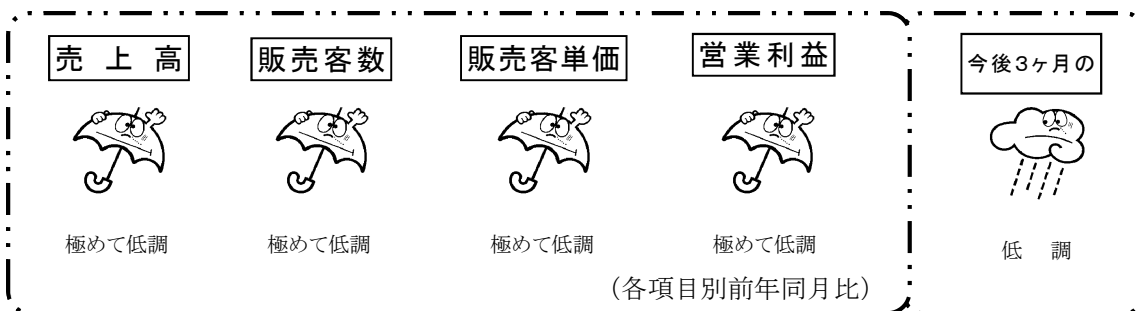 売上高 販売客数 販売客単価 営業利益 今後3ヶ月の
極めて低調 極めて低調 極めて低調 極めて低調 低調
（各項目別前年同月比）